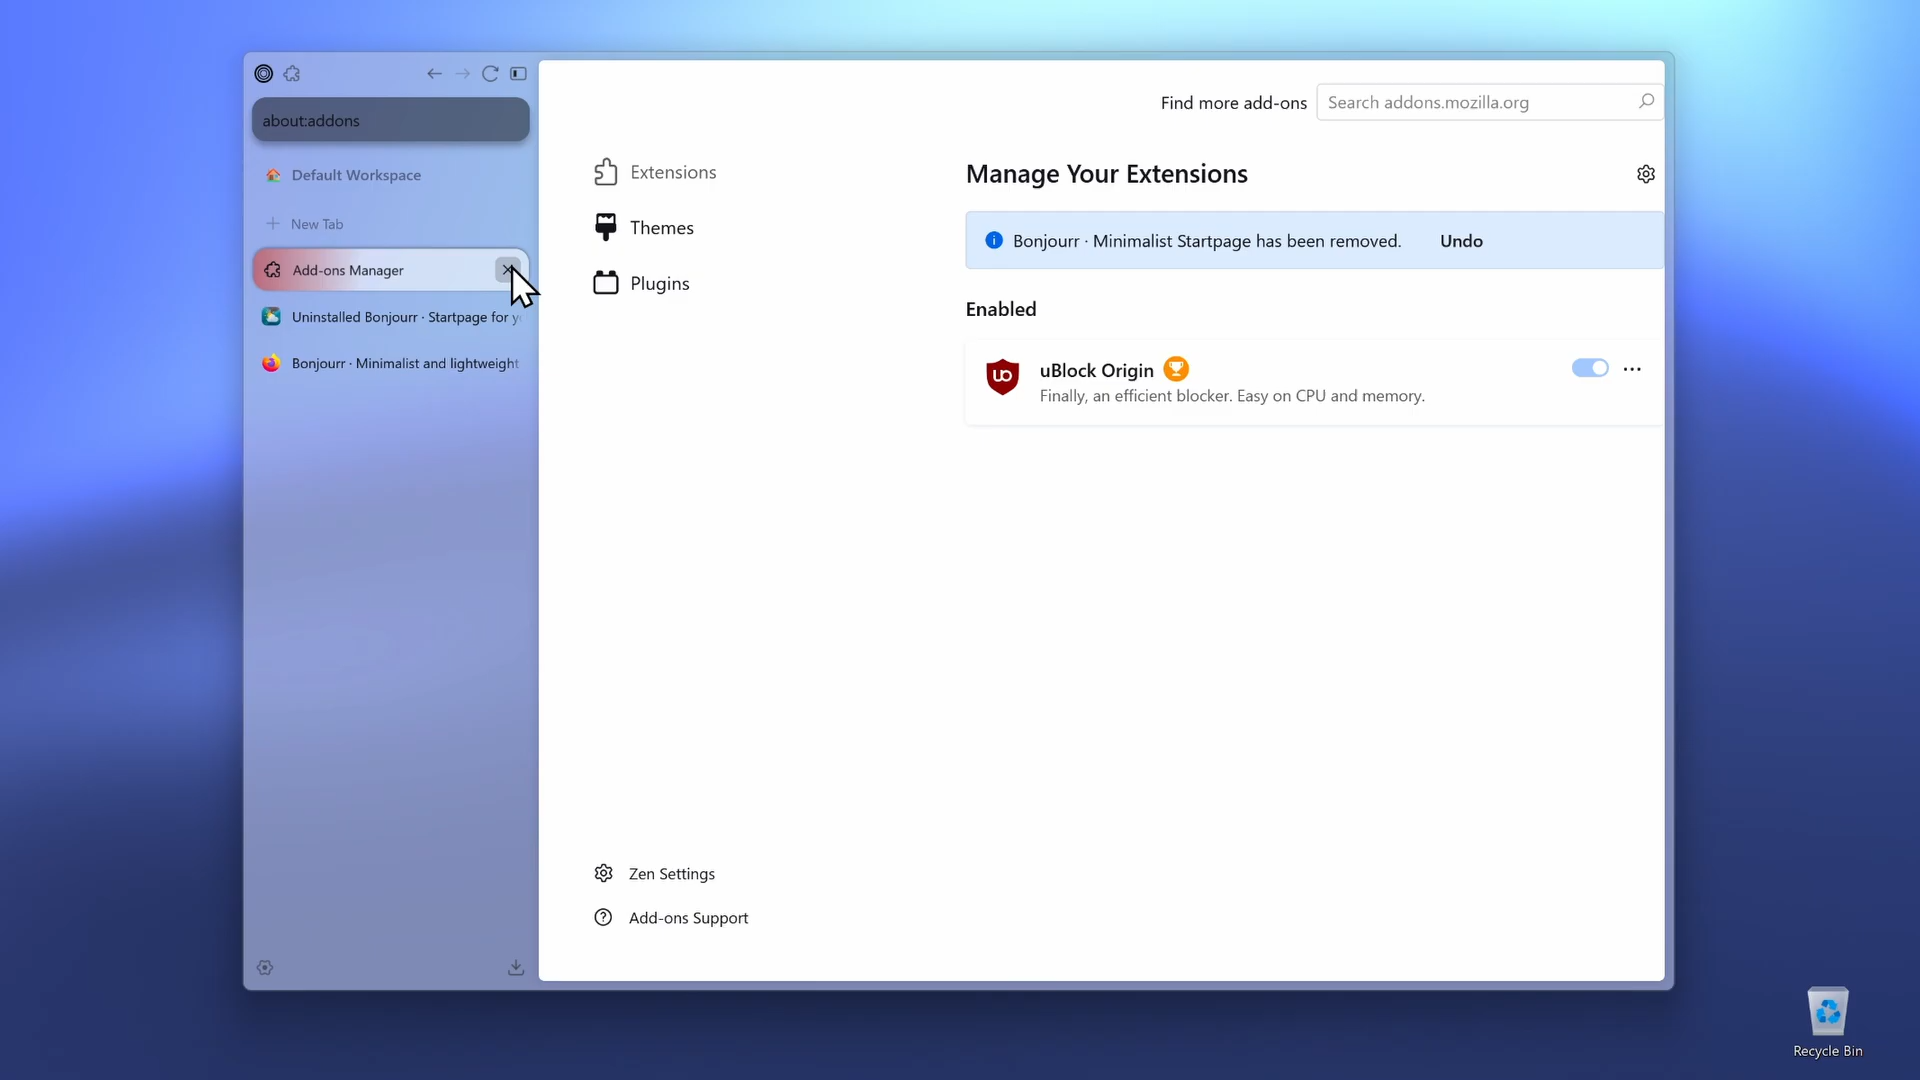 about:addons
Default Workspace
New Tab
Add-ons Manager
Uninstalled Bonjourr · Startpage for y
Bonjourr · Minimalist and lightweight
Find more add-ons
Search addons.mozilla.org
Extensions
Themes
Plugins
Manage Your Extensions
Bonjourr · Minimalist Startpage has been removed.
Undo
Enabled
uBlock Origin
Finally, an efficient blocker. Easy on CPU and memory.
Zen Settings
Add-ons Support
Recycle Bin